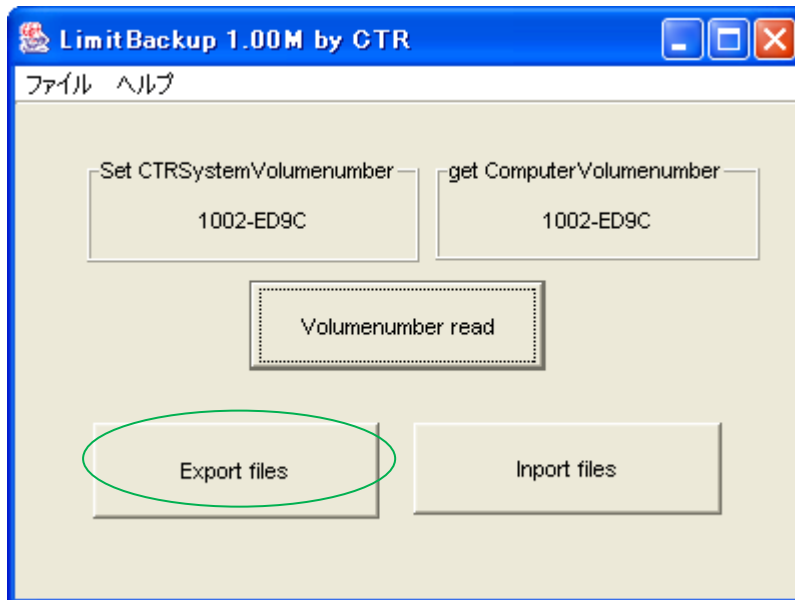 LimitBackup 1.00M by CTR
ファイル ヘルプ
Set CTRSystemVolumenumber get ComputerVolumenumber
1002-ED9C 1002-ED9C
Volumenumber read
Export files Inport files